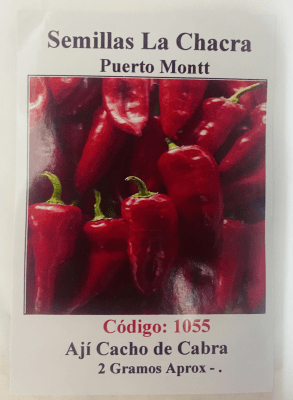 Semillas La Chacra
Puerto Montt
Código: 1055
Ají Cacho de Cabra
2 Gramos Aprox - .